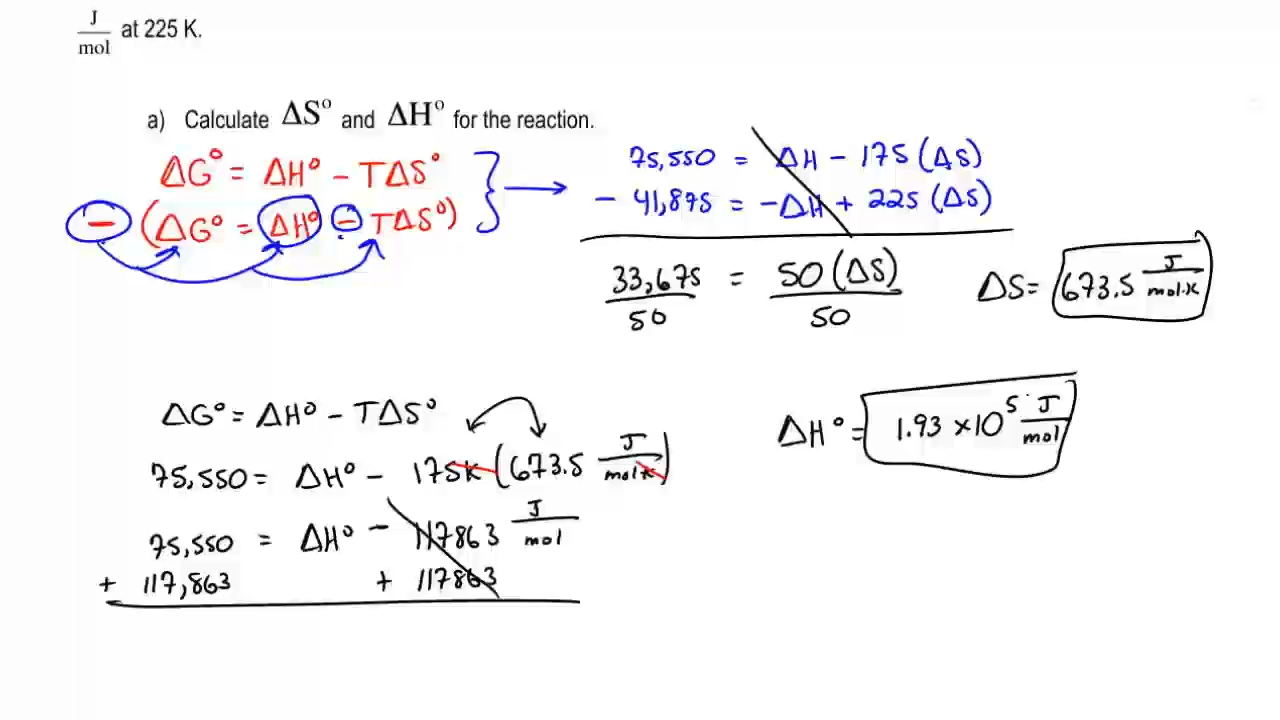 J/mol at 225 K.
a) Calculate ΔS° and ΔH° for the reaction.
ΔG° = ΔH° − TΔS°
− (ΔG° = ΔH° − TΔS°)
75,550 = ΔH − 175 (ΔS)
− 41,875 = −ΔH + 225 (ΔS)
33,675/50 = 50 (ΔS)/50
ΔS = 673.5 J/mol·K
ΔG° = ΔH° − TΔS°
75,550 = ΔH° − 175K (673.5 J/mol·K)
75,550 = ΔH° − 117863 J/mol
+ 117,863 + 117863
ΔH° = 1.93 × 10⁵ J/mol